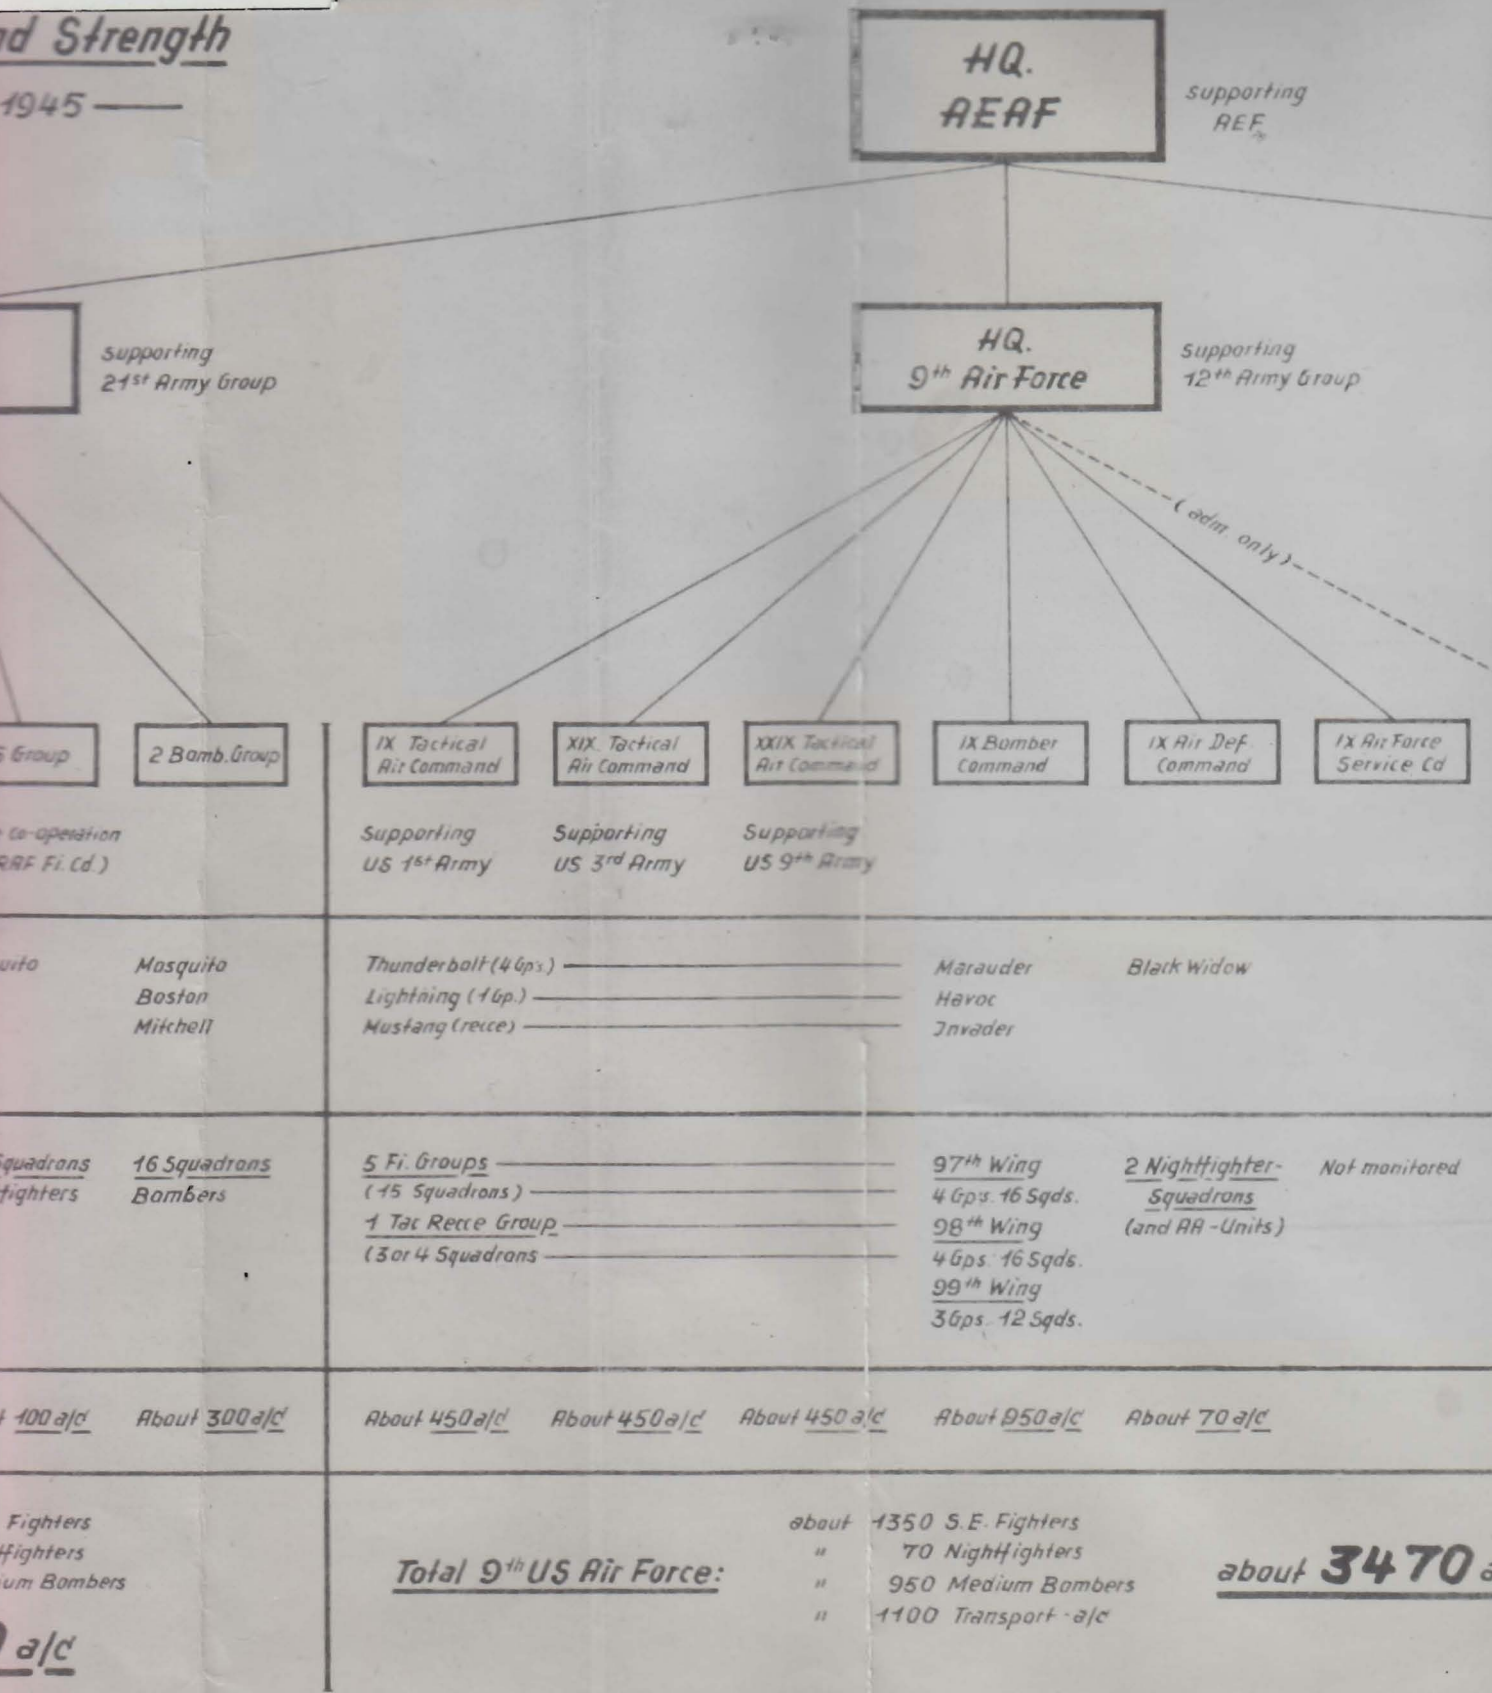 nd Strength
1945 —
HQ.
AEAF
supporting
AEF
supporting
21st Army Group
HQ.
9th Air Force
supporting
12th Army Group
(adm. only)
Group
2 Bomb. Group
IX Tactical
Air Command
XIX. Tactical
Air Command
XXIX Tactical
Air Command
IX Bomber
Command
IX Air Def.
Command
IX Air Force
Service Cd
co-operation
RAF Fi. Cd.)
Supporting
US 1st Army
Supporting
US 3rd Army
Supporting
US 9th Army
uito
Mosquito
Boston
Mitchell
Thunderbolt (4 Gp's.)
Lightning (1 Gp.)
Mustang (recce)
Marauder
Havoc
Invader
Black Widow
Squadrons
fighters
16 Squadrons
Bombers
5 Fi. Groups
(15 Squadrons)
1 Tac Recce Group
(3 or 4 Squadrons
97th Wing
4 Gp's. 16 Sqds.
98th Wing
4 Gps. 16 Sqds.
99th Wing
3 Gps. 12 Sqds.
2 Nightfighter-
Squadrons
(and AA-Units)
Not monitored
100 a/c
About 300 a/c
About 450 a/c
About 450 a/c
About 450 a/c
About 950 a/c
About 70 a/c
Fighters
tfighters
ium Bombers
a/c
Total 9th US Air Force:
about 1350 S.E. Fighters
" 70 Nightfighters
" 950 Medium Bombers
" 1100 Transport-a/c
about 3470 a